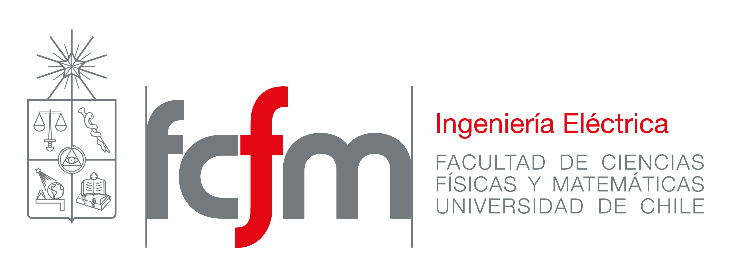 fcfm
Ingeniería Eléctrica
FACULTAD DE CIENCIAS
FÍSICAS Y MATEMÁTICAS
UNIVERSIDAD DE CHILE